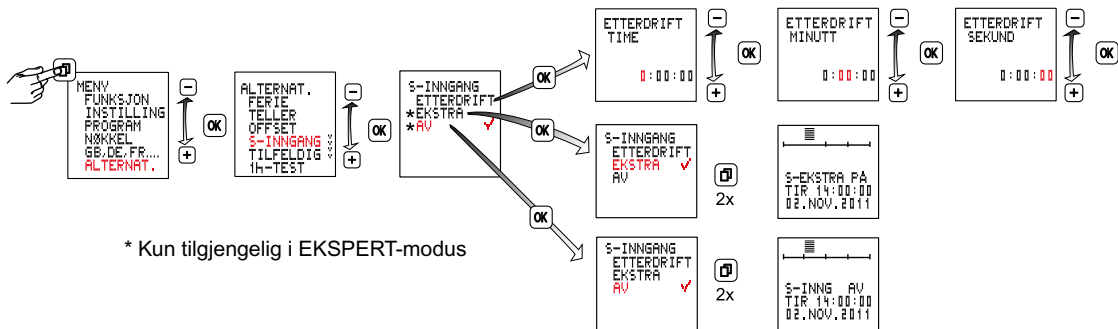 MENY
FUNKSJON
INSTILLING
PROGRAM
NØKKEL
GB.DE.FR....
ALTERNAT.
−
OK
+
ALTERNAT.
FERIE
TELLER
OFFSET
S-INNGANG
TILFELDIG
1h-TEST
−
OK
+
S-INNGANG
ETTERDRIFT
*EKSTRA
*AV ✓
OK
OK
OK
ETTERDRIFT
TIME
0:00:00
−
OK
+
ETTERDRIFT
MINUTT
0:00:00
−
OK
+
ETTERDRIFT
SEKUND
0:00:00
−
OK
+
S-INNGANG
ETTERDRIFT
EKSTRA ✓
AV
2x
S-EKSTRA PÅ
TIR 14:00:00
02.NOV.2011
S-INNGANG
ETTERDRIFT
EKSTRA
AV ✓
2x
S-INNG AV
TIR 14:00:00
02.NOV.2011
* Kun tilgjengelig i EKSPERT-modus